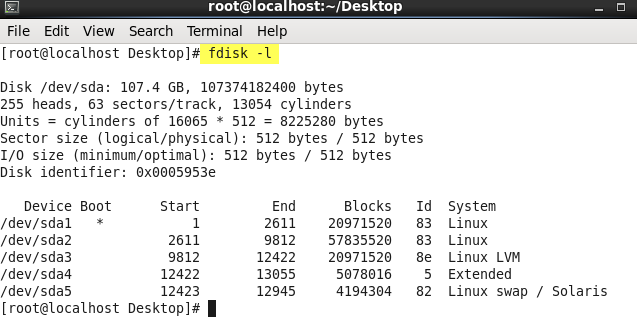 root@localhost:~/Desktop
File Edit View Search Terminal Help
[root@localhost Desktop]# fdisk -l
Disk /dev/sda: 107.4 GB, 107374182400 bytes
255 heads, 63 sectors/track, 13054 cylinders
Units = cylinders of 16065 * 512 = 8225280 bytes
Sector size (logical/physical): 512 bytes / 512 bytes
I/O size (minimum/optimal): 512 bytes / 512 bytes
Disk identifier: 0x0005953e
Device Boot Start End Blocks Id System
/dev/sda1 * 1 2611 20971520 83 Linux
/dev/sda2 2611 9812 57835520 83 Linux
/dev/sda3 9812 12422 20971520 8e Linux LVM
/dev/sda4 12422 13055 5078016 5 Extended
/dev/sda5 12423 12945 4194304 82 Linux swap / Solaris
[root@localhost Desktop]#